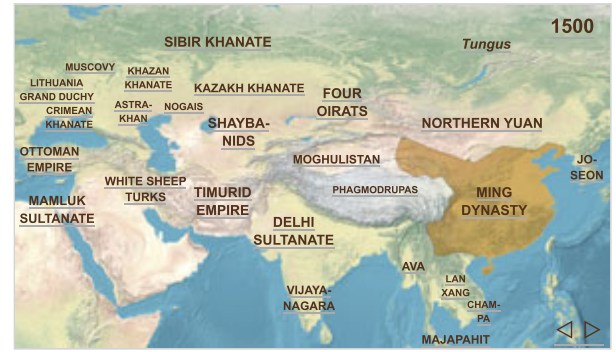 1500
SIBIR KHANATE
Tungus
MUSCOVY
KHAZAN
KHANATE
LITHUANIA
GRAND DUCHY
CRIMEAN
KHANATE
ASTRA-
KHAN
NOGAIS
KAZAKH KHANATE
FOUR
OIRATS
SHAYBA-
NIDS
NORTHERN YUAN
OTTOMAN
EMPIRE
MOGHULISTAN
JO-
SEON
WHITE SHEEP
TURKS
TIMURID
EMPIRE
PHAGMODRUPAS
MING
DYNASTY
MAMLUK
SULTANATE
DELHI
SULTANATE
AVA
LAN
XANG
VIJAYA-
NAGARA
CHAM-
PA
MAJAPAHIT